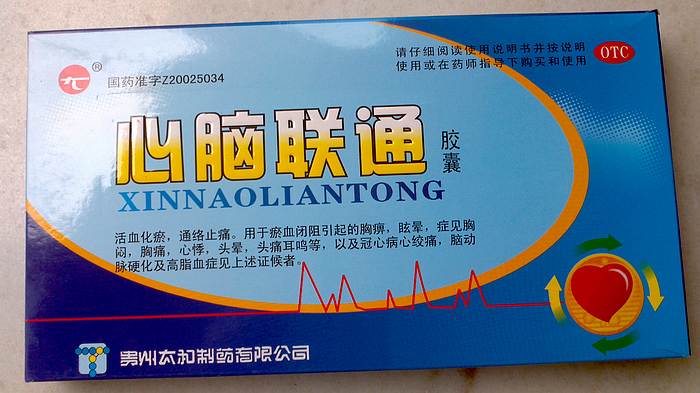 国药准字Z20025034
请仔细阅读使用说明书并按说明
使用或在药师指导下购买和使用
OTC
心脑联通
胶囊
XINNAOLIANTONG
活血化瘀，通络止痛。用于瘀血闭阻引起的胸痹，眩晕，症见胸
闷，胸痛，心悸，头晕，头痛耳鸣等，以及冠心病心绞痛，脑动
脉硬化及高脂血症见上述证候者。
贵州太和制药有限公司